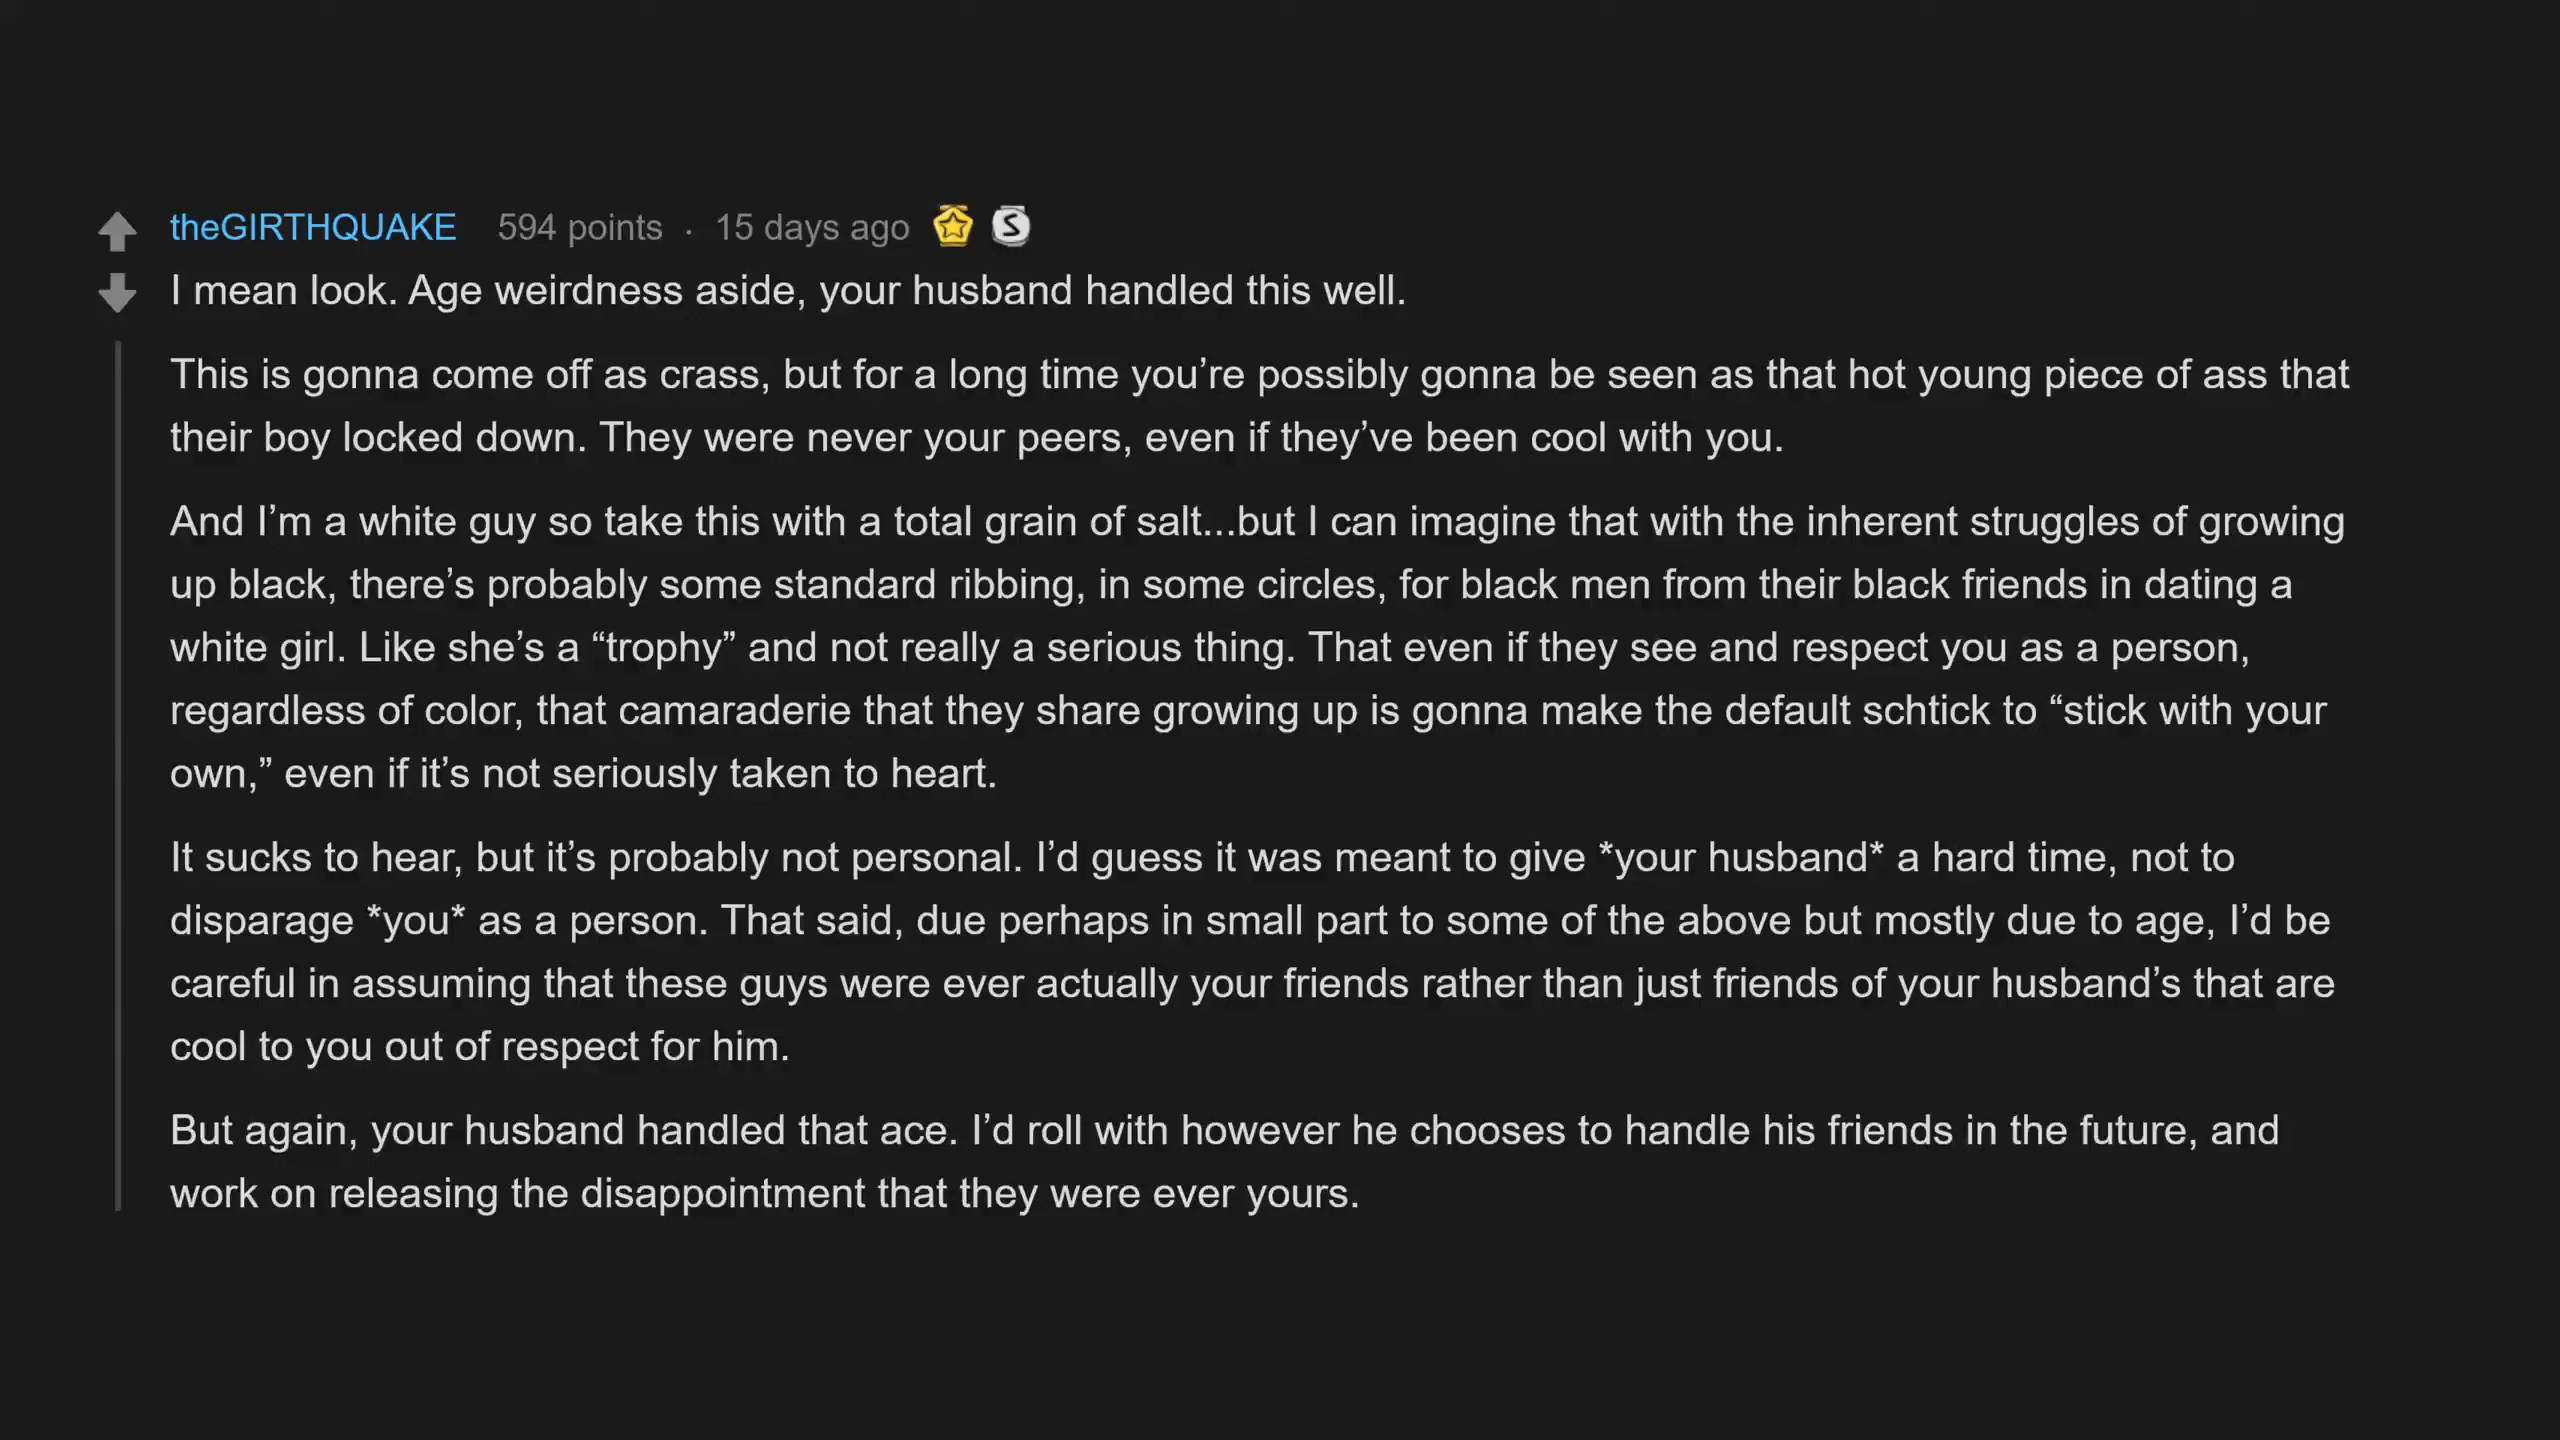 theGIRTHQUAKE 594 points · 15 days ago S
I mean look. Age weirdness aside, your husband handled this well.
This is gonna come off as crass, but for a long time you’re possibly gonna be seen as that hot young piece of ass that
their boy locked down. They were never your peers, even if they’ve been cool with you.
And I’m a white guy so take this with a total grain of salt...but I can imagine that with the inherent struggles of growing
up black, there’s probably some standard ribbing, in some circles, for black men from their black friends in dating a
white girl. Like she’s a “trophy” and not really a serious thing. That even if they see and respect you as a person,
regardless of color, that camaraderie that they share growing up is gonna make the default schtick to “stick with your
own,” even if it’s not seriously taken to heart.
It sucks to hear, but it’s probably not personal. I’d guess it was meant to give *your husband* a hard time, not to
disparage *you* as a person. That said, due perhaps in small part to some of the above but mostly due to age, I’d be
careful in assuming that these guys were ever actually your friends rather than just friends of your husband’s that are
cool to you out of respect for him.
But again, your husband handled that ace. I’d roll with however he chooses to handle his friends in the future, and
work on releasing the disappointment that they were ever yours.